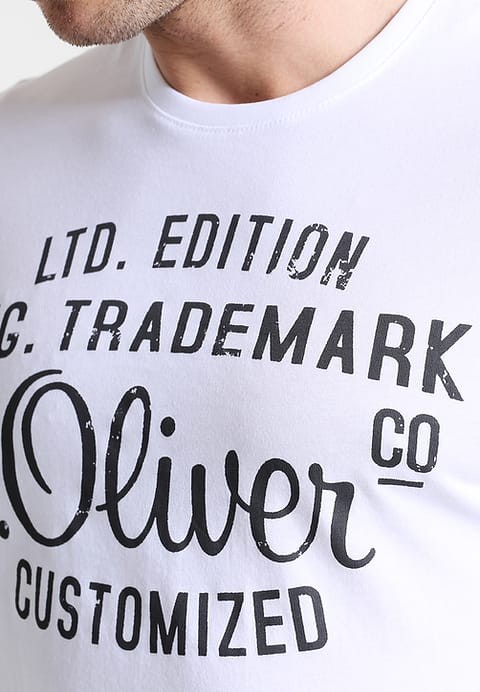 LTD. EDITION
G. TRADEMARK
CO
.Oliver
CUSTOMIZED